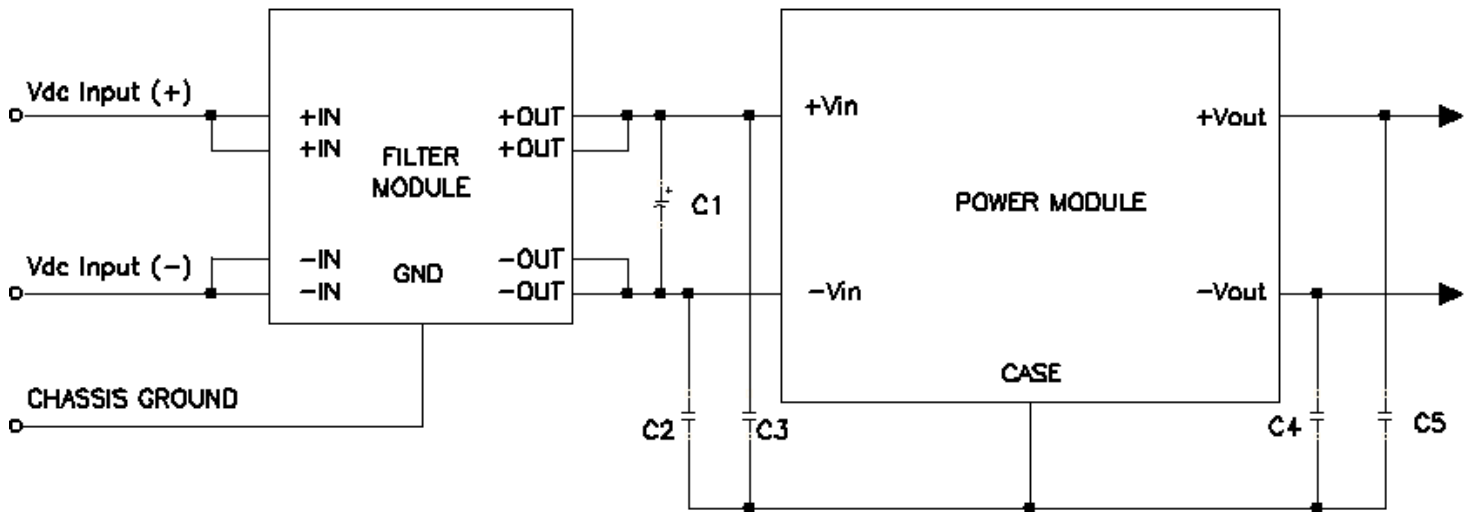 Vdc Input (+)
+IN
+OUT
+Vin
+Vout
+IN
+OUT
FILTER
MODULE
C1
POWER MODULE
Vdc Input (-)
-IN
GND
-OUT
-IN
-OUT
-Vin
-Vout
CASE
CHASSIS GROUND
C2
C3
C4
C5
+